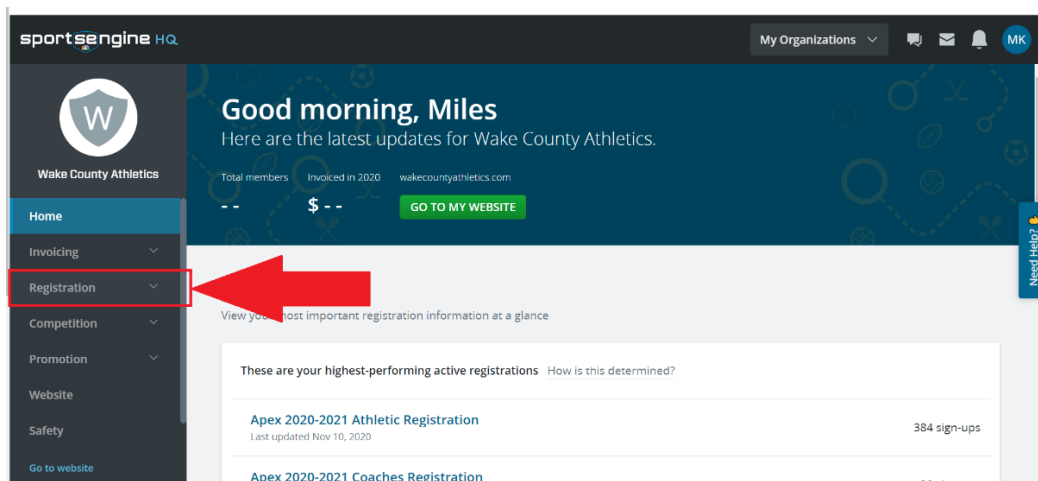 sportsengine HQ
My Organizations
MK
W
Wake County Athletics
Home
Invoicing
Registration
Competition
Promotion
Website
Safety
Go to website
Good morning, Miles
Here are the latest updates for Wake County Athletics.
Total members
- -
Invoiced in 2020
$ - -
wakecountyathletics.com
GO TO MY WEBSITE
Need Help?
View your most important registration information at a glance
These are your highest-performing active registrations How is this determined?
Apex 2020-2021 Athletic Registration
Last updated Nov 10, 2020
384 sign-ups
Apex 2020-2021 Coaches Registration